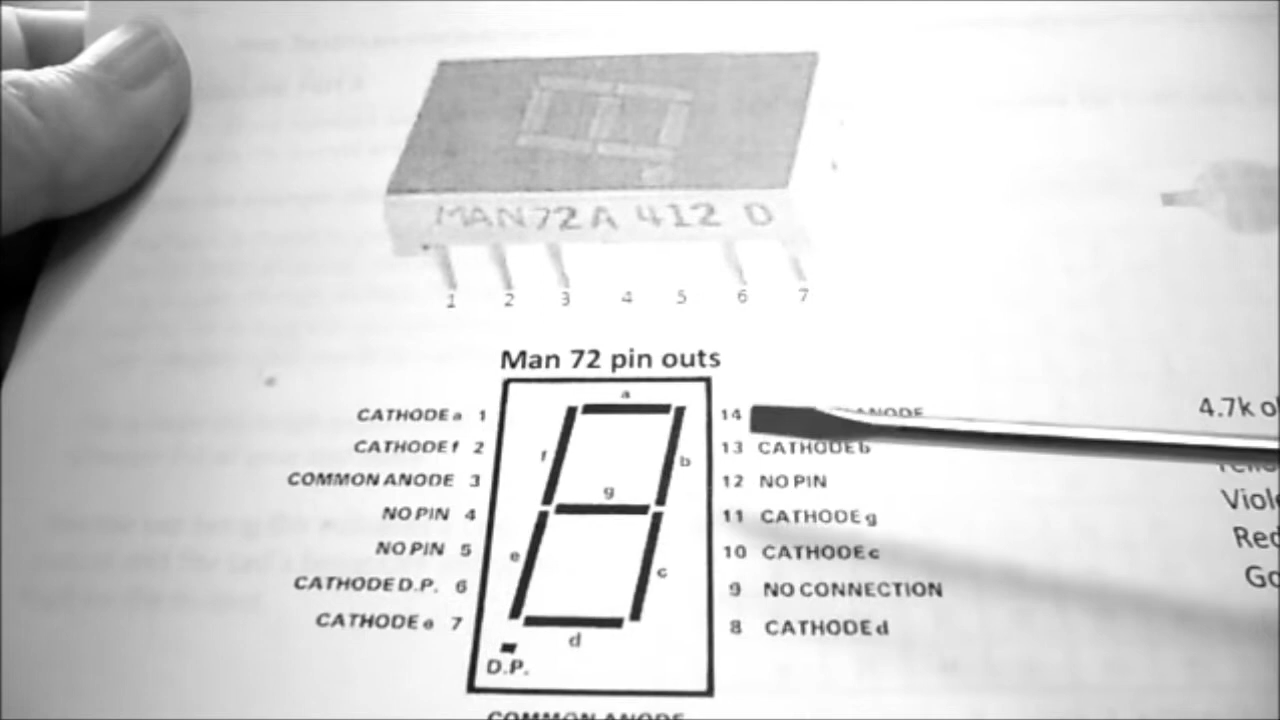 MAN72A 412 D
1 2 3 4 5 6 7
Man 72 pin outs
CATHODE a 1
CATHODE f 2
COMMON ANODE 3
NO PIN 4
NO PIN 5
CATHODE D.P. 6
CATHODE e 7
a
f
b
g
e
c
d
D.P.
14 ANODE
13 CATHODE b
12 NO PIN
11 CATHODE g
10 CATHODE c
9 NO CONNECTION
8 CATHODE d
COMMON ANODE
4.7k
Red